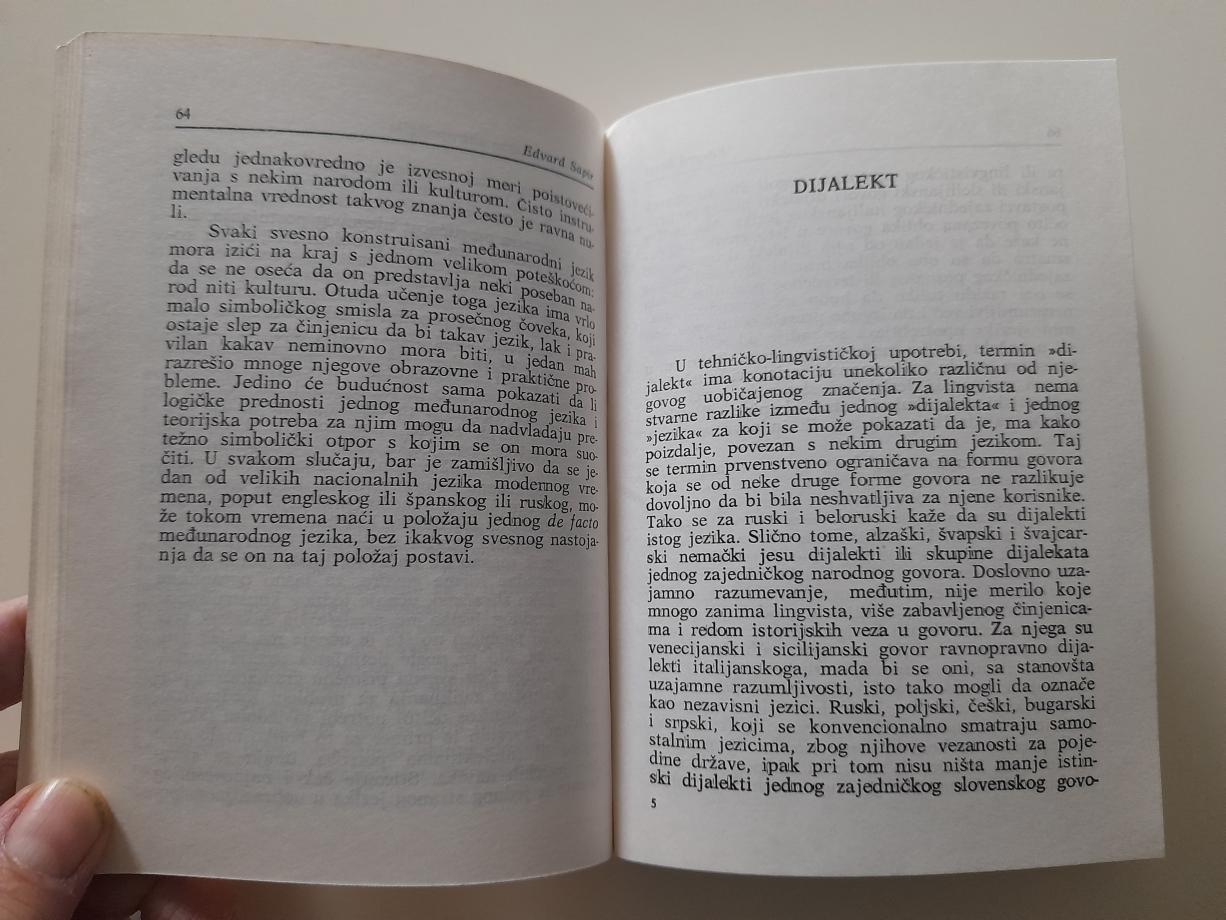 64
Edvard Sapir
gledu jednakovredno je izvesnoj meri poistoveći-
vanja s nekim narodom ili kulturom. Čisto instru-
mentalna vrednost takvog znanja često je ravna nu-
li.
Svaki svesno konstruisani međunarodni jezik
mora izići na kraj s jednom velikom poteškoćom:
da se ne oseća da on predstavlja neki poseban na-
rod niti kulturu. Otuda učenje toga jezika ima vrlo
malo simboličkog smisla za prosečnog čoveka, koji
ostaje slep za činjenicu da bi takav jezik, lak i pra-
vilan kakav neminovno mora biti, u jedan mah
razrešio mnoge njegove obrazovne i praktične pro-
bleme. Jedino će budućnost sama pokazati da li
logičke prednosti jednog međunarodnog jezika i
teorijska potreba za njim mogu da nadvladaju pre-
težno simbolički otpor s kojim se on mora suo-
čiti. U svakom slučaju, bar je zamišljivo da se je-
dan od velikih nacionalnih jezika modernog vre-
mena, poput engleskog ili španskog ili ruskog, mo-
že tokom vremena naći u položaju jednog de facto
međunarodnog jezika, bez ikakvog svesnog nastoja-
nja da se on na taj položaj postavi.
DIJALEKT
U tehničko-lingvističkoj upotrebi, termin »di-
jalekt« ima konotaciju unekoliko različnu od nje-
govog uobičajenog značenja. Za lingvista nema
stvarne razlike između jednog »dijalekta« i jednog
»jezika« za koji se može pokazati da je, ma kako
poizdalje, povezan s nekim drugim jezikom. Taj
se termin prvenstveno ograničava na formu govora
koja se od neke druge forme govora ne razlikuje
dovoljno da bi bila neshvatljiva za njene korisnike.
Tako se za ruski i beloruski kaže da su dijalekti
istog jezika. Slično tome, alzaški, švapski i švajcar-
ski nemački jesu dijalekti ili skupine dijalekata
jednog zajedničkog narodnog govora. Doslovno uza-
jamno razumevanje, međutim, nije merilo koje
mnogo zanima lingvista, više zabavljenog činjenica-
ma i redom istorijskih veza u govoru. Za njega su
venecijanski i sicilijanski govor ravnopravno dija-
lekti italijanskoga, mada bi se oni, sa stanovšta
uzajamne razumljivosti, isto tako mogli da označe
kao nezavisni jezici. Ruski, poljski, češki, bugarski
i srpski, koji se konvencionalno smatraju samo-
stalnim jezicima, zbog njihove vezanosti za poje-
dine države, ipak pri tom nisu ništa manje istin-
ski dijalekti jednog zajedničkog slovenskog govo-
5